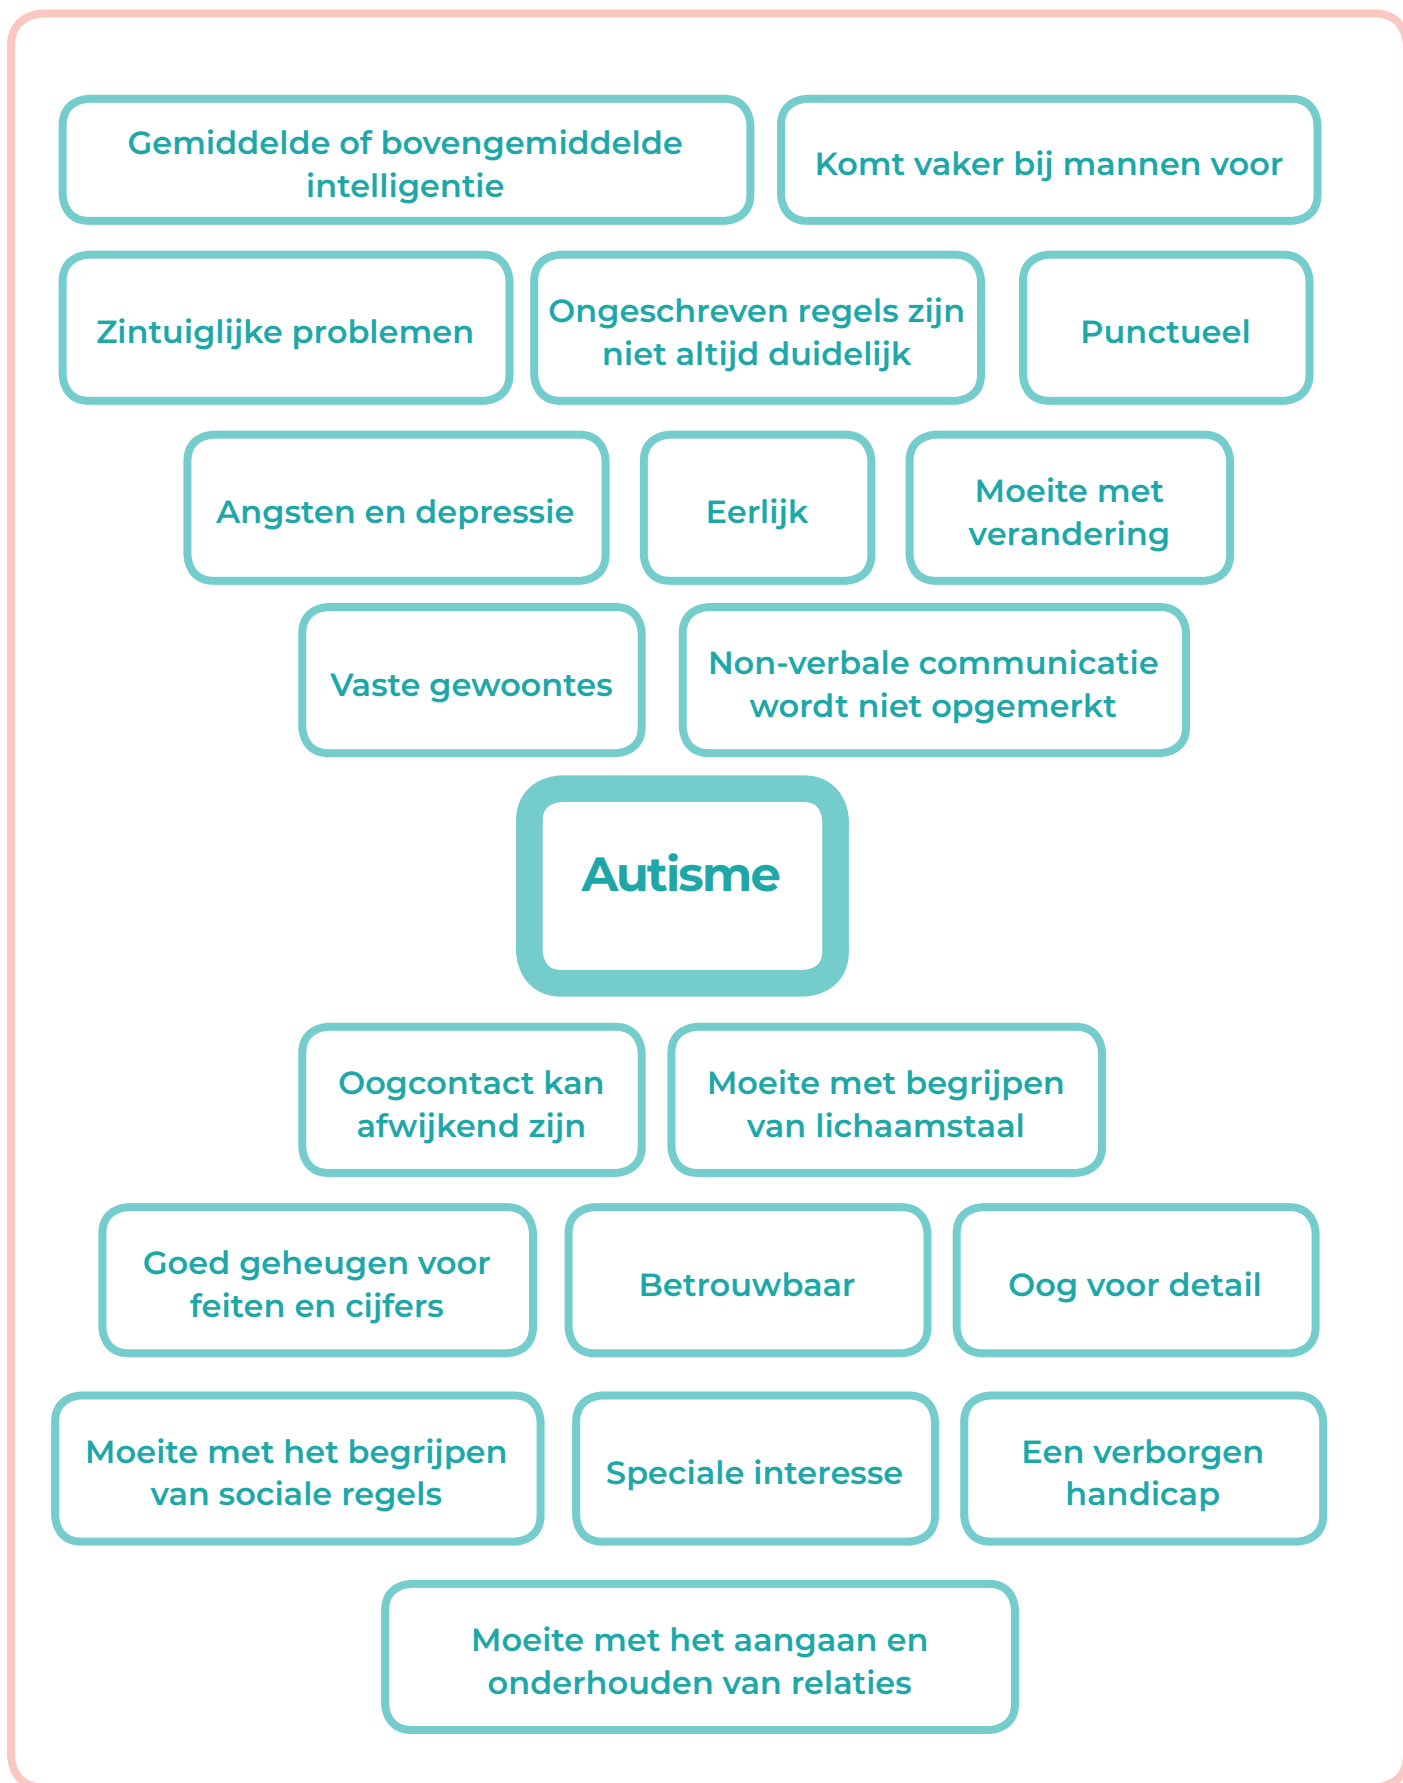 Gemiddelde of bovengemiddelde
intelligentie
Komt vaker bij mannen voor
Zintuiglijke problemen
Ongeschreven regels zijn
niet altijd duidelijk
Punctueel
Angsten en depressie
Eerlijk
Moeite met
verandering
Vaste gewoontes
Non-verbale communicatie
wordt niet opgemerkt
Autisme
Oogcontact kan
afwijkend zijn
Moeite met begrijpen
van lichaamstaal
Goed geheugen voor
feiten en cijfers
Betrouwbaar
Oog voor detail
Moeite met het begrijpen
van sociale regels
Speciale interesse
Een verborgen
handicap
Moeite met het aangaan en
onderhouden van relaties